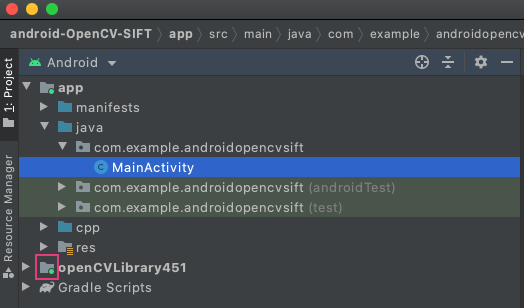 android-OpenCV-SIFT › app › src › main › java › com › example › androidopencv
Android
app
manifests
java
com.example.androidopencvsift
C MainActivity
com.example.androidopencvsift (androidTest)
com.example.androidopencvsift (test)
cpp
res
openCVLibrary451
Gradle Scripts
1: Project
Resource Manager